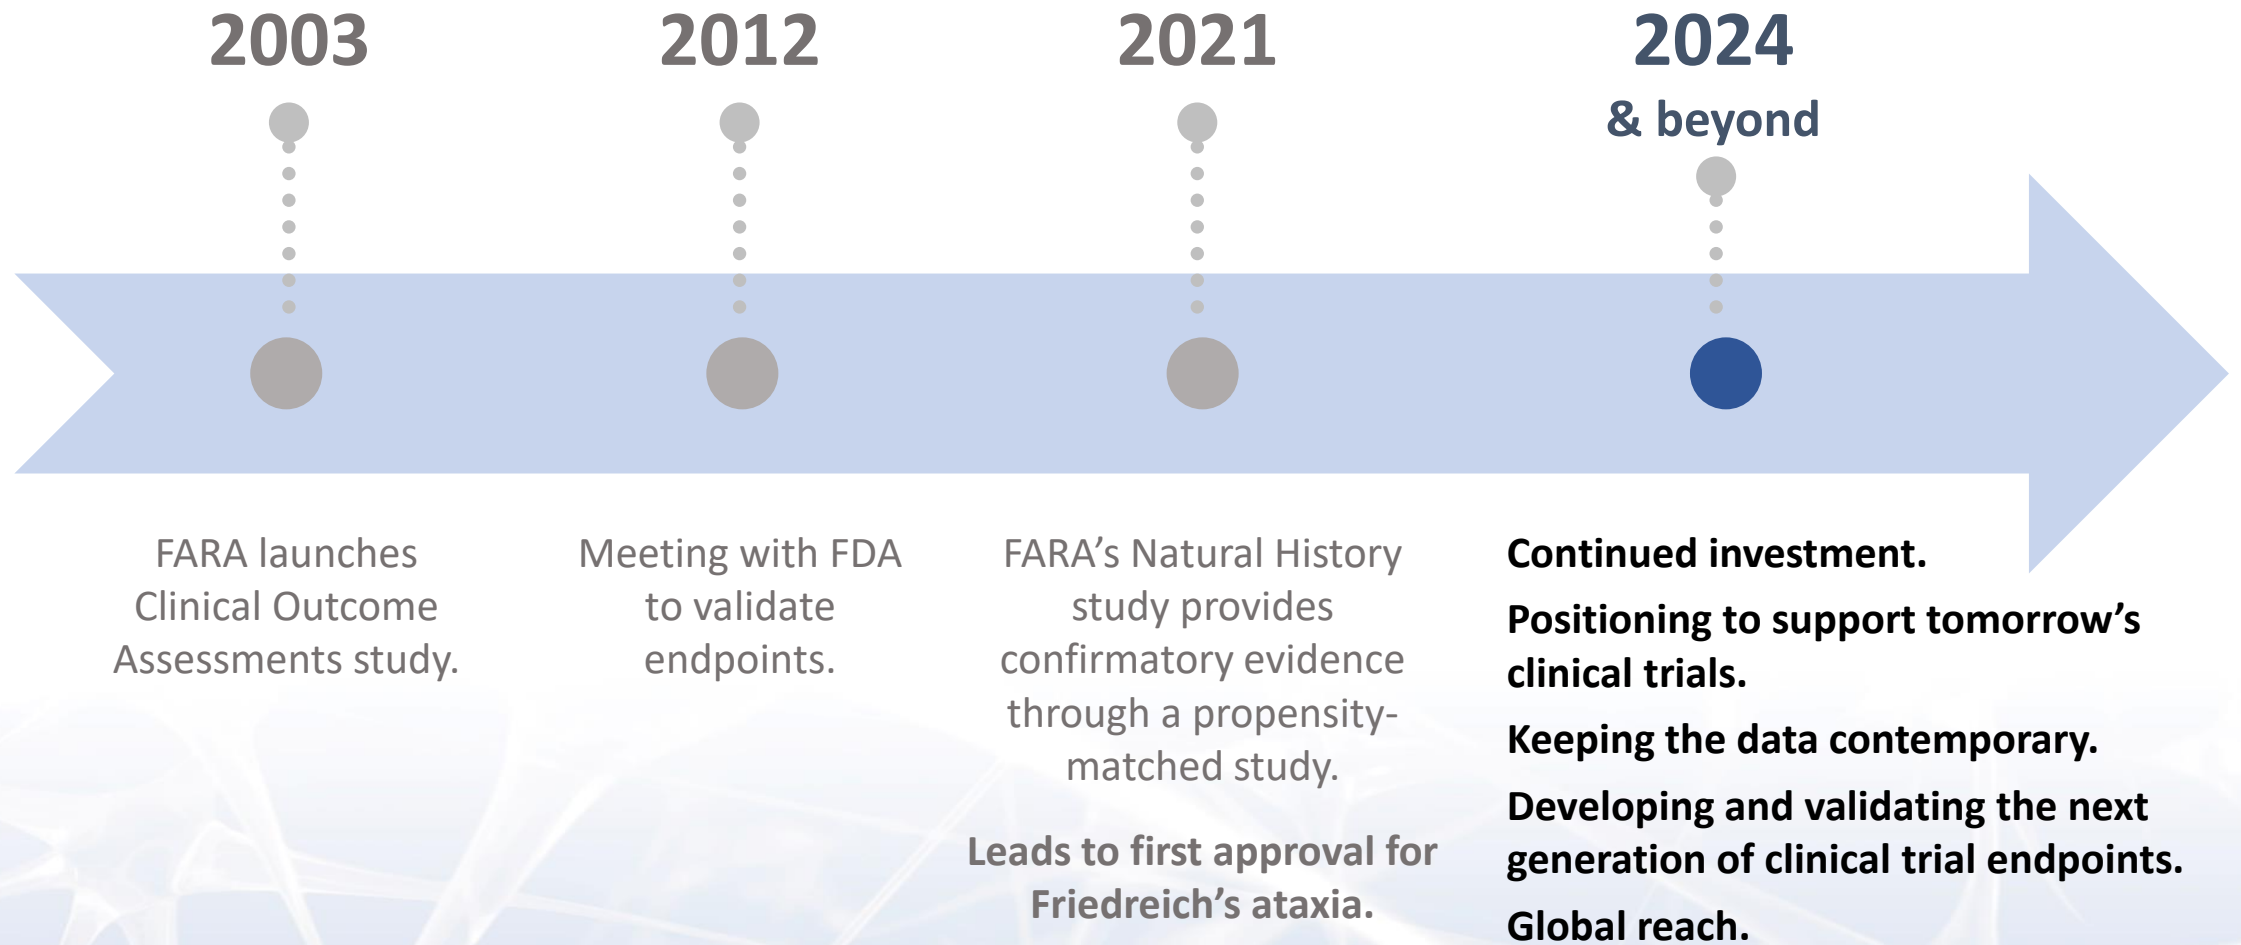 2003
2012
2021
2024
& beyond
FARA launches
Clinical Outcome
Assessments study.
Meeting with FDA
to validate
endpoints.
FARA’s Natural History
study provides
confirmatory evidence
through a propensity-
matched study.
Leads to first approval for
Friedreich’s ataxia.
Continued investment.
Positioning to support tomorrow’s
clinical trials.
Keeping the data contemporary.
Developing and validating the next
generation of clinical trial endpoints.
Global reach.